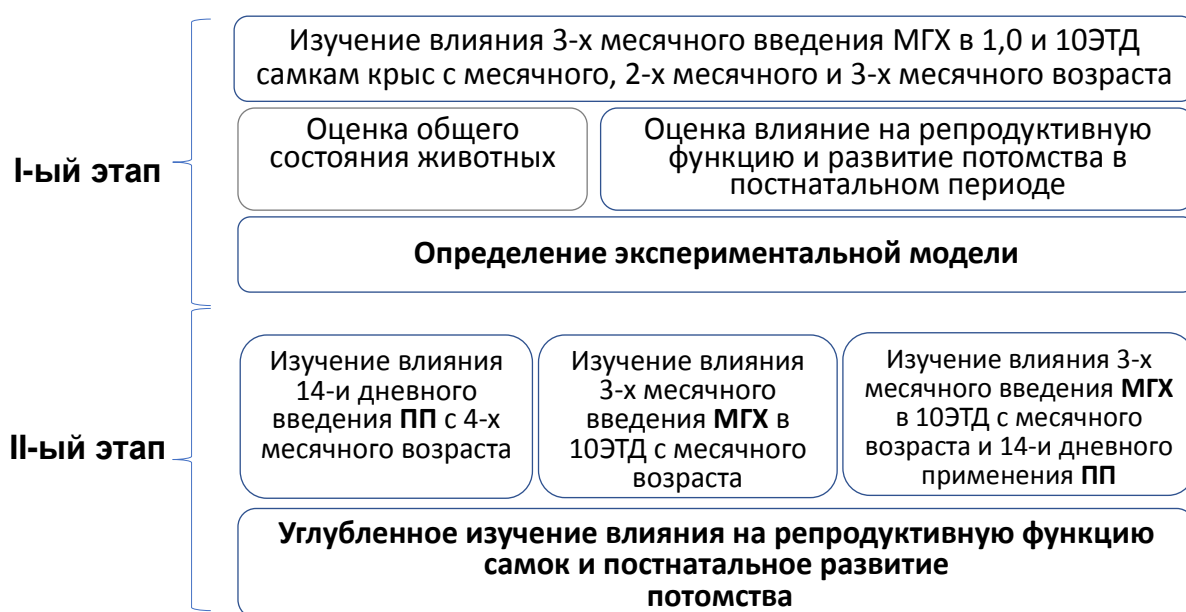 Изучение влияния 3-х месячного введения МГХ в 1,0 и 10ЭТД
самкам крыс с месячного, 2-х месячного и 3-х месячного возраста
I-ый этап
Оценка общего
состояния животных
Оценка влияние на репродуктивную
функцию и развитие потомства в
постнатальном периоде
Определение экспериментальной модели
II-ый этап
Изучение влияния
14-и дневного
введения ПП с 4-х
месячного возраста
Изучение влияния
3-х месячного
введения МГХ в
10ЭТД с месячного
возраста
Изучение влияния 3-х
месячного введения МГХ
в 10ЭТД с месячного
возраста и 14-и дневного
применения ПП
Углубленное изучение влияния на репродуктивную функцию
самок и постнатальное развитие
потомства